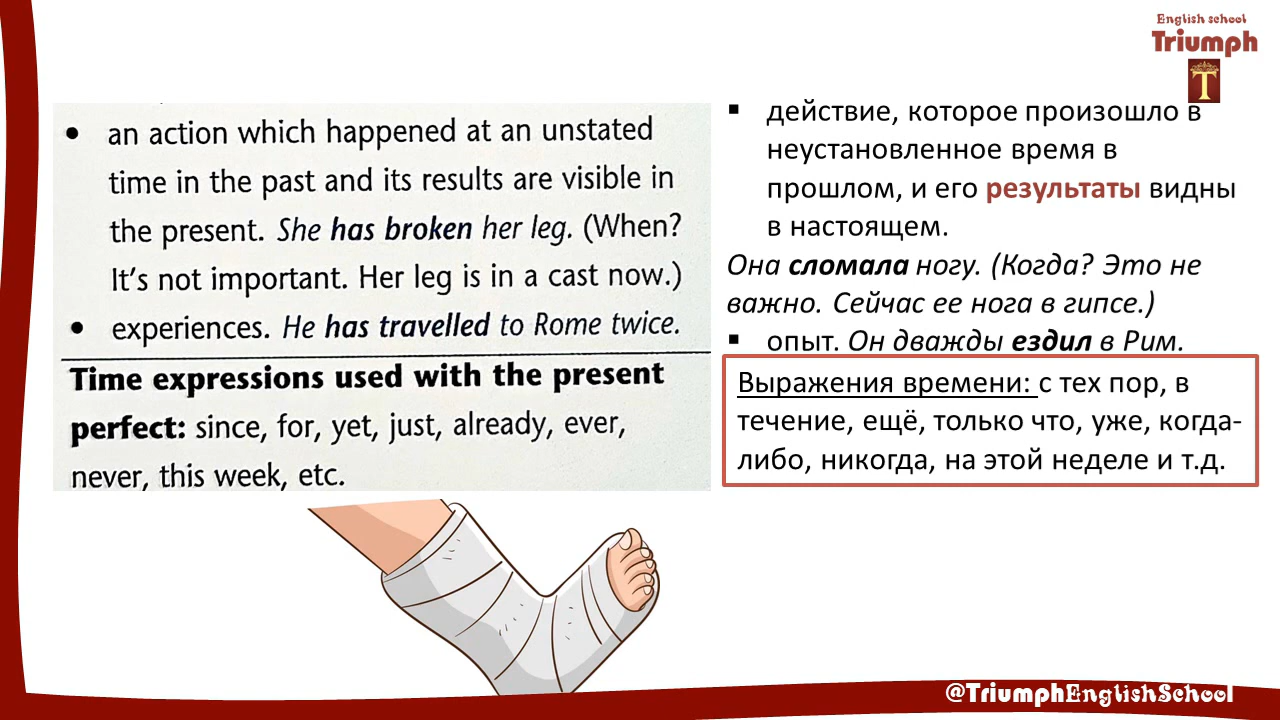 English school
Triumph
T
• an action which happened at an unstated
time in the past and its results are visible in
the present. She has broken her leg. (When?
It's not important. Her leg is in a cast now.)
• experiences. He has travelled to Rome twice.
Time expressions used with the present
perfect: since, for, yet, just, already, ever,
never, this week, etc.
▪ действие, которое произошло в
неустановленное время в
прошлом, и его результаты видны
в настоящем.
Она сломала ногу. (Когда? Это не
важно. Сейчас ее нога в гипсе.)
▪ опыт. Он дважды ездил в Рим.
Выражения времени: с тех пор, в
течение, ещё, только что, уже, когда-
либо, никогда, на этой неделе и т.д.
@TriumphEnglishSchool